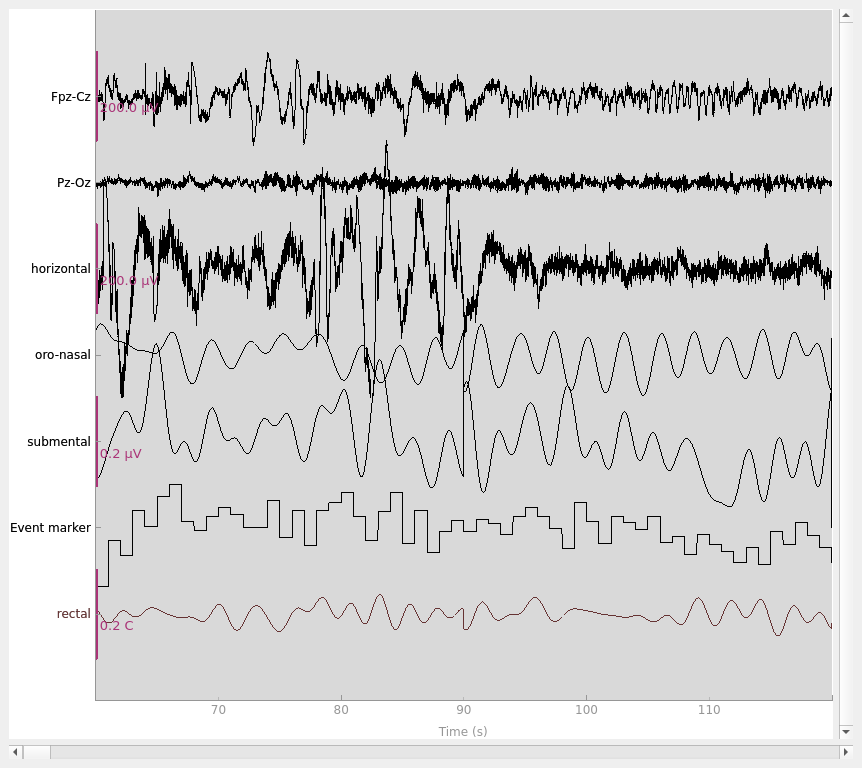 Fpz-Cz
200.0 µV
Pz-Oz
horizontal
200.0 µV
oro-nasal
submental
0.2 µV
Event marker
rectal
0.2 C
70 80 90 100 110
Time (s)